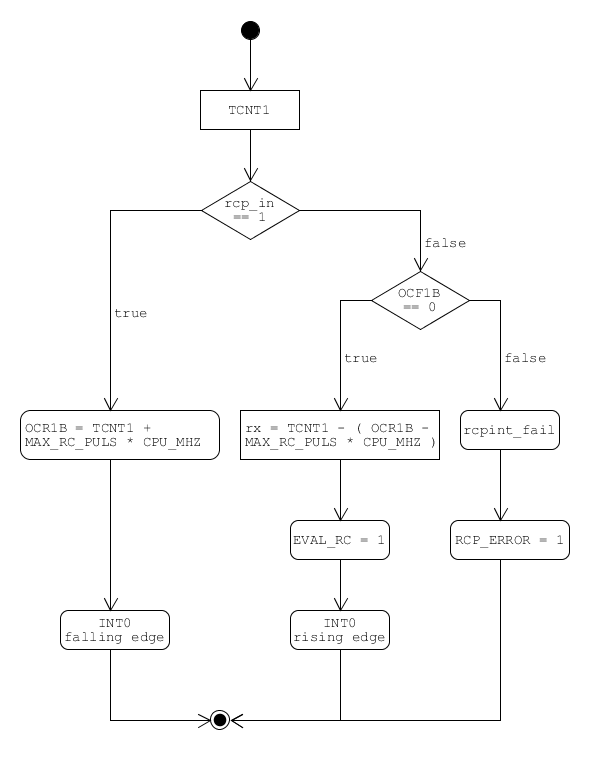 TCNT1
rcp_in
== 1
false
OCF1B
== 0
true
true
false
OCR1B = TCNT1 +
MAX_RC_PULS * CPU_MHZ
rx = TCNT1 - ( OCR1B -
MAX_RC_PULS * CPU_MHZ )
rcpint_fail
EVAL_RC = 1
RCP_ERROR = 1
INT0
falling edge
INT0
rising edge